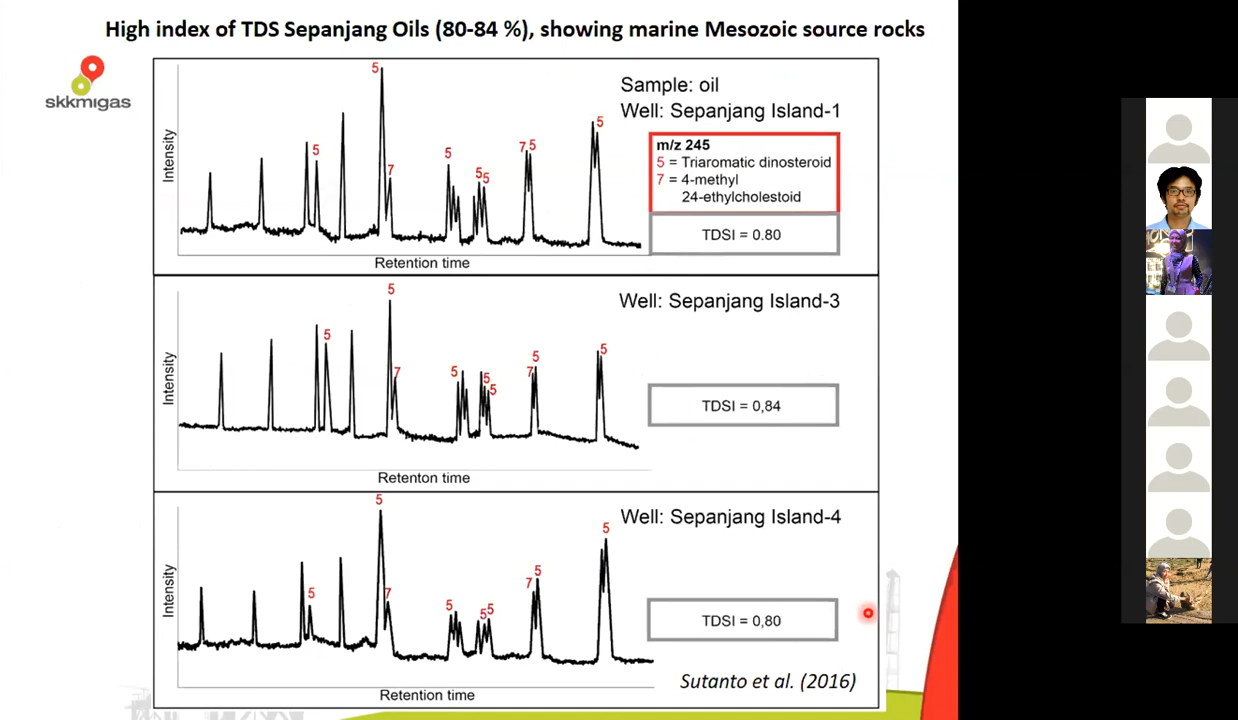 High index of TDS Sepanjang Oils (80-84 %), showing marine Mesozoic source rocks
skkmigas
Sample: oil
Well: Sepanjang Island-1
m/z 245
5 = Triaromatic dinosteroid
7 = 4-methyl
24-ethylcholestoid
TDSI = 0.80
Intensity
5
5
7
5
5
5
7
5
5
Retention time
Well: Sepanjang Island-3
TDSI = 0,84
Intensity
5
5
7
5
5
5
7
5
5
Retenton time
Well: Sepanjang Island-4
TDSI = 0,80
Intensity
5
5
7
5
5
5
7
5
5
Retention time
Sutanto et al. (2016)